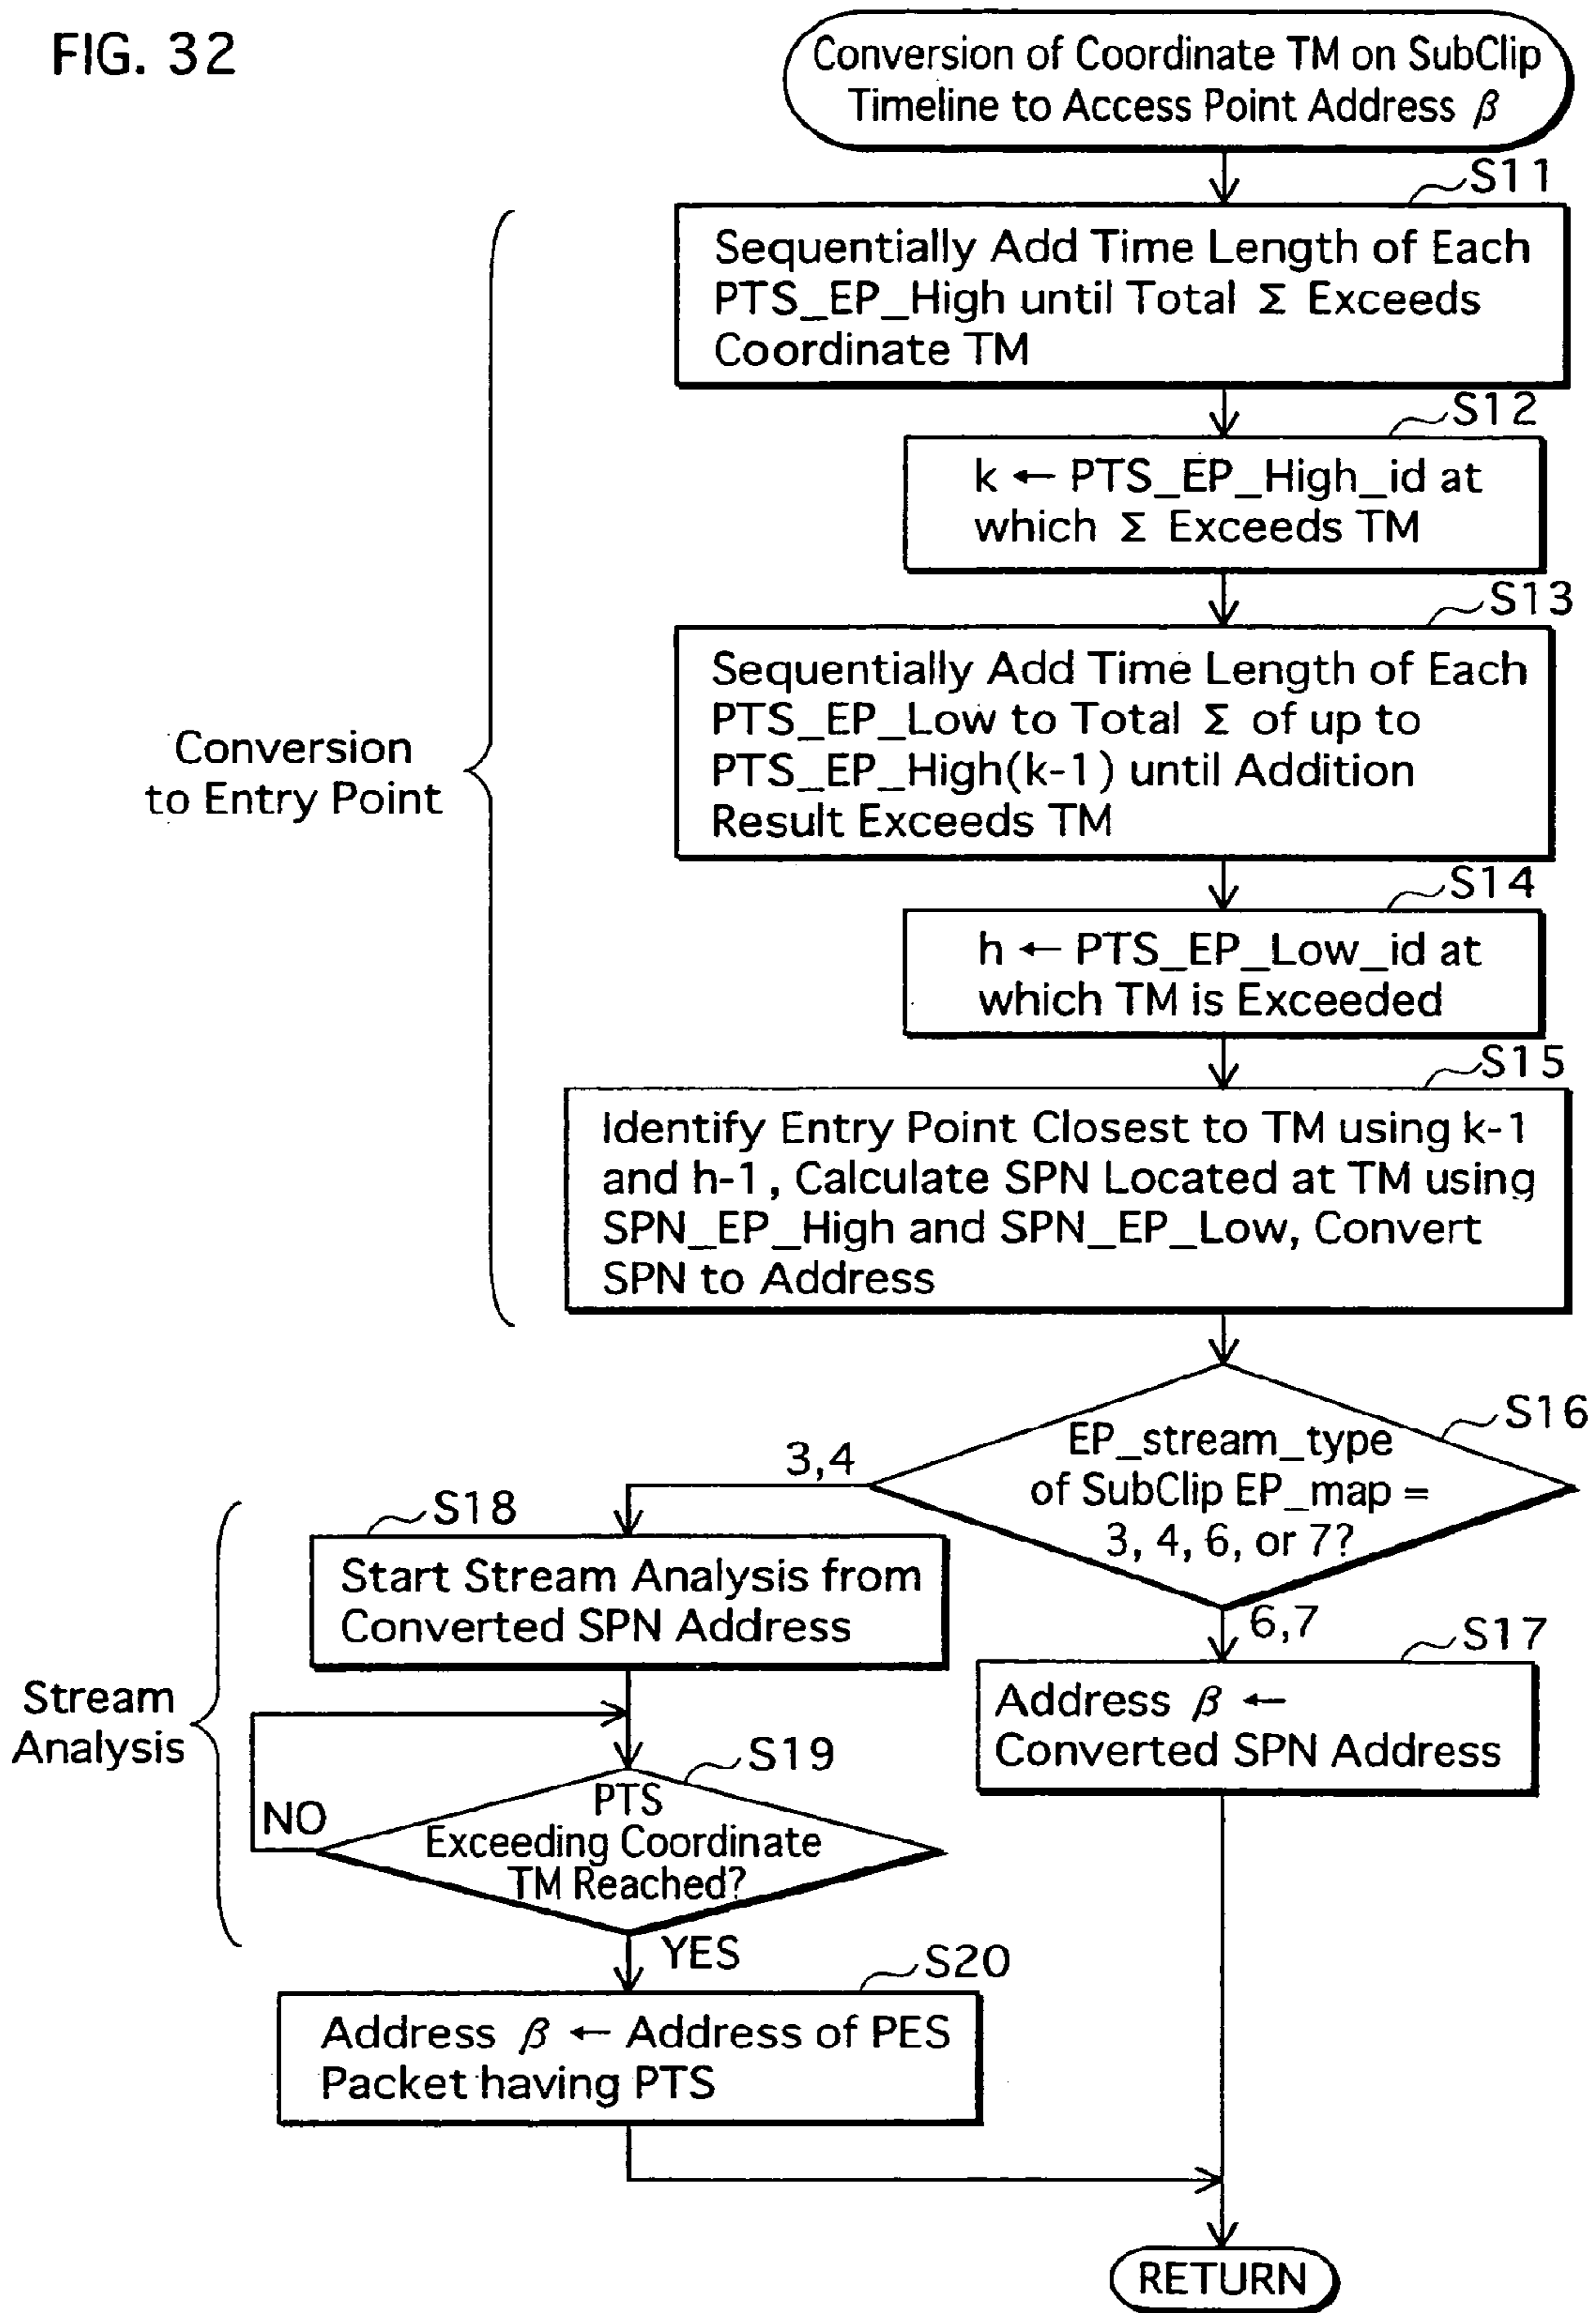 FIG. 32
Conversion of Coordinate TM on SubClip
Timeline to Access Point Address β
S11
Sequentially Add Time Length of Each
PTS_EP_High until Total Σ Exceeds
Coordinate TM
S12
k ← PTS_EP_High_id at
which Σ Exceeds TM
S13
Sequentially Add Time Length of Each
PTS_EP_Low to Total Σ of up to
PTS_EP_High(k-1) until Addition
Result Exceeds TM
Conversion
to Entry Point
S14
h ← PTS_EP_Low_id at
which TM is Exceeded
S15
Identify Entry Point Closest to TM using k-1
and h-1, Calculate SPN Located at TM using
SPN_EP_High and SPN_EP_Low, Convert
SPN to Address
S16
EP_stream_type
of SubClip EP_map =
3, 4, 6, or 7?
3,4
6,7
S18
Start Stream Analysis from
Converted SPN Address
S17
Address β ←
Converted SPN Address
Stream
Analysis
S19
PTS
Exceeding Coordinate
TM Reached?
NO
YES
S20
Address β ← Address of PES
Packet having PTS
RETURN